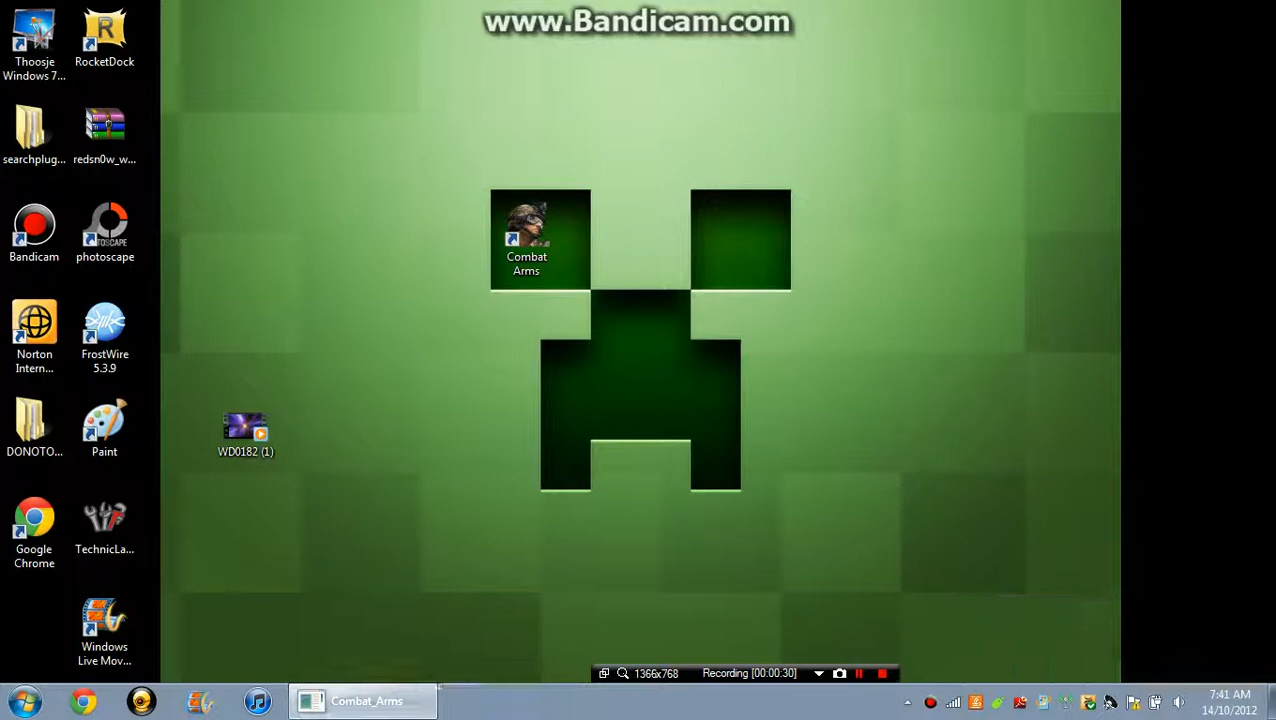 www.Bandicam.com
Thoosje
Windows 7...
RocketDock
searchplug...
redsn0w_w...
Bandicam
photoscape
Combat
Arms
Norton
Intern...
FrostWire
5.3.9
DONOTO...
Paint
WD0182 (1)
Google
Chrome
TechnicLa...
Windows
Live Mov...
1366x768
Recording [00:00:30]
Combat_Arms
7:41 AM
14/10/2012